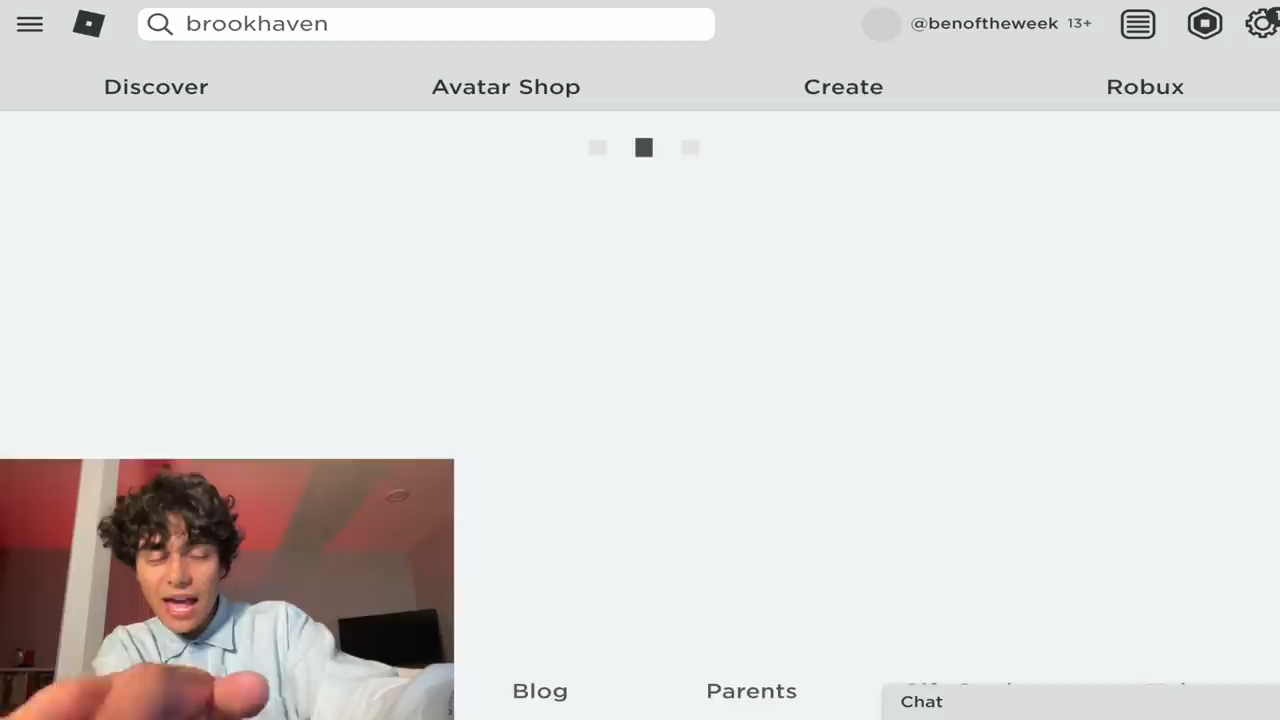 brookhaven
@benoftheweek 13+
Discover Avatar Shop Create Robux
Blog Parents
Chat